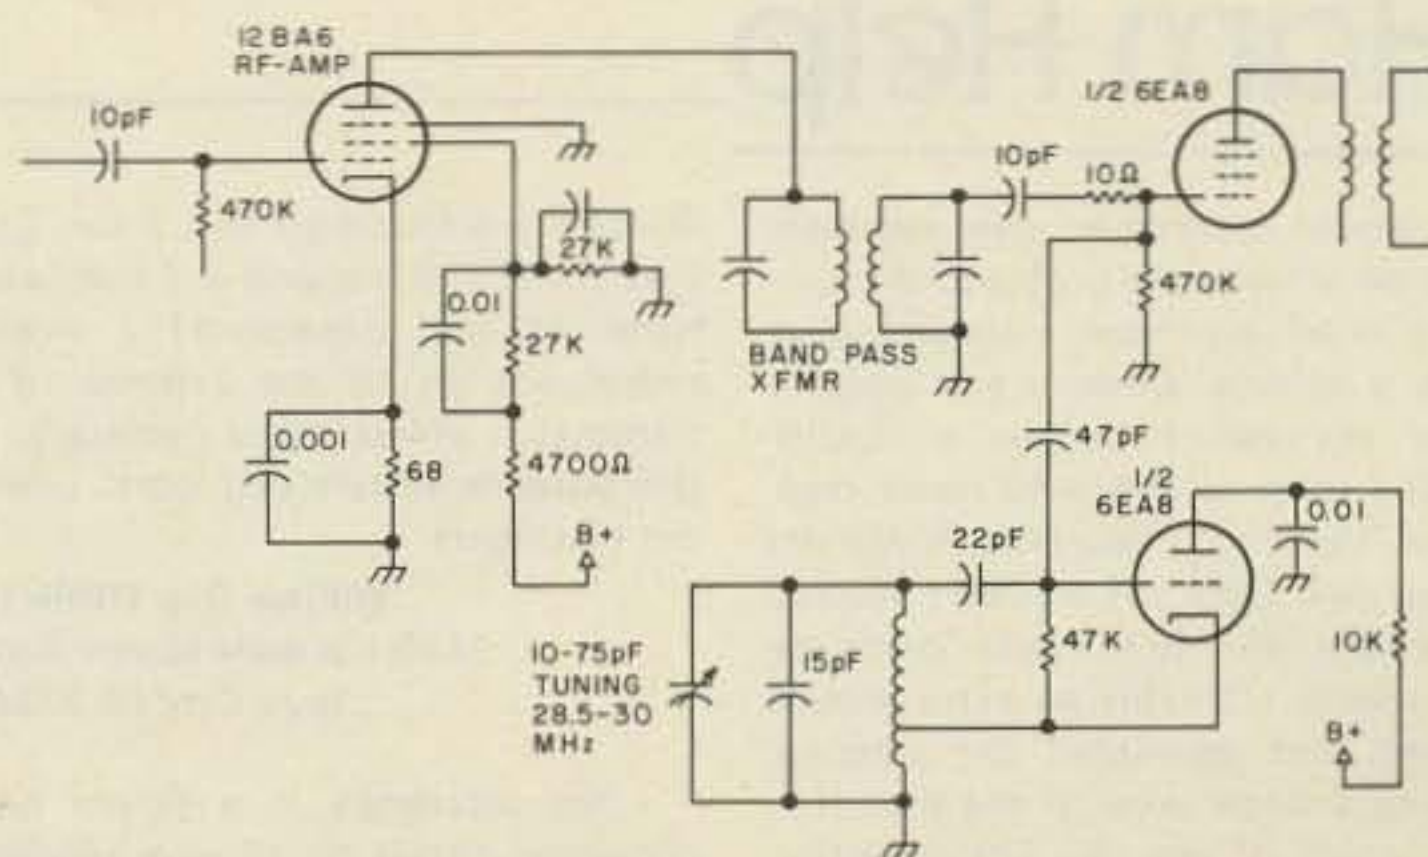 12BA6
RF-AMP
10pF
470K
27K
0.01
27K
0.001
68
4700Ω
B+
BAND PASS
XFMR
10pF
10Ω
1/2 6EA8
470K
47pF
1/2
6EA8
22pF
0.01
10-75pF
TUNING
28.5-30
MHz
15pF
47K
10K
B+